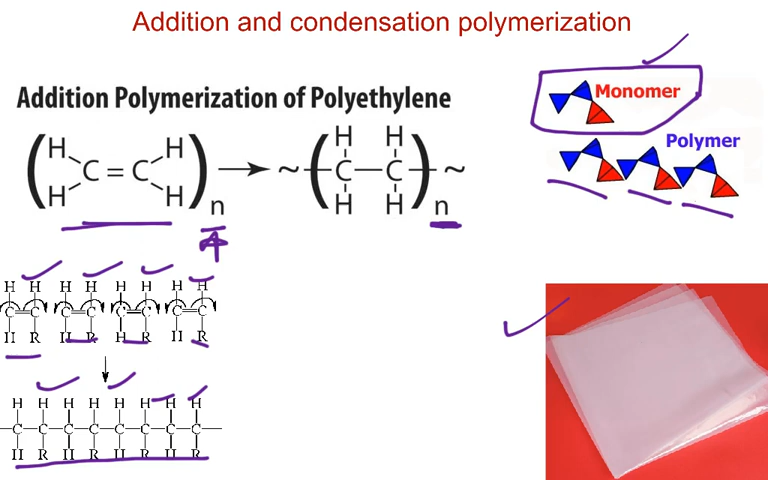 Addition and condensation polymerization
Addition Polymerization of Polyethylene
Monomer
Polymer
H H H H
C = C → ~ ( C — C ) ~
H H n H H n
H H H H H H H H
C=C C=C C=C C=C
H R H R H R H R
H H H H H H H H
—C—C—C—C—C—C—C—C—
H R H R H R H R